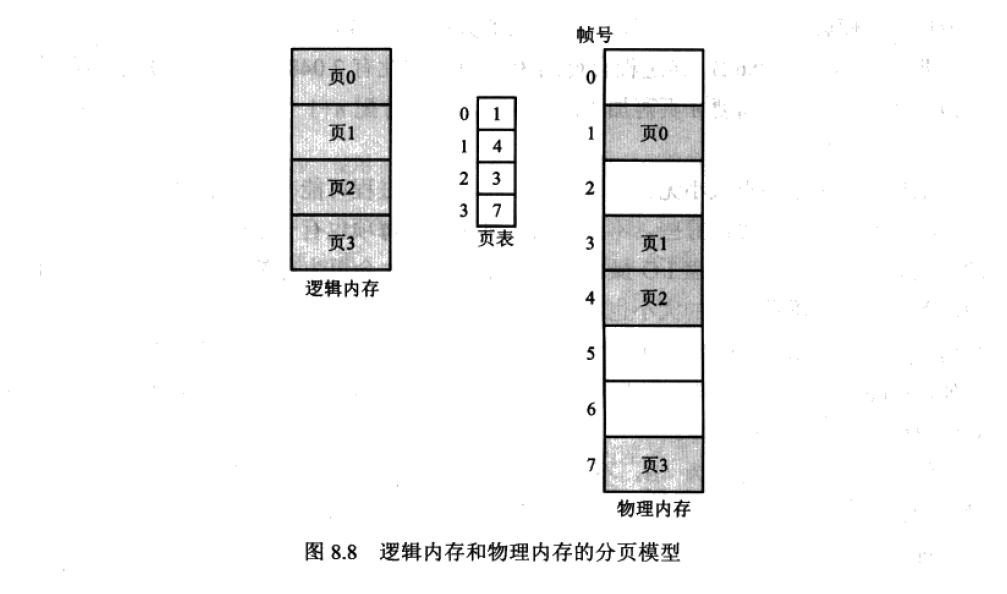 页0
页1
页2
页3
逻辑内存
0 1
1 4
2 3
3 7
页表
帧号
0
1 页0
2
3 页1
4 页2
5
6
7 页3
物理内存
图 8.8 逻辑内存和物理内存的分页模型